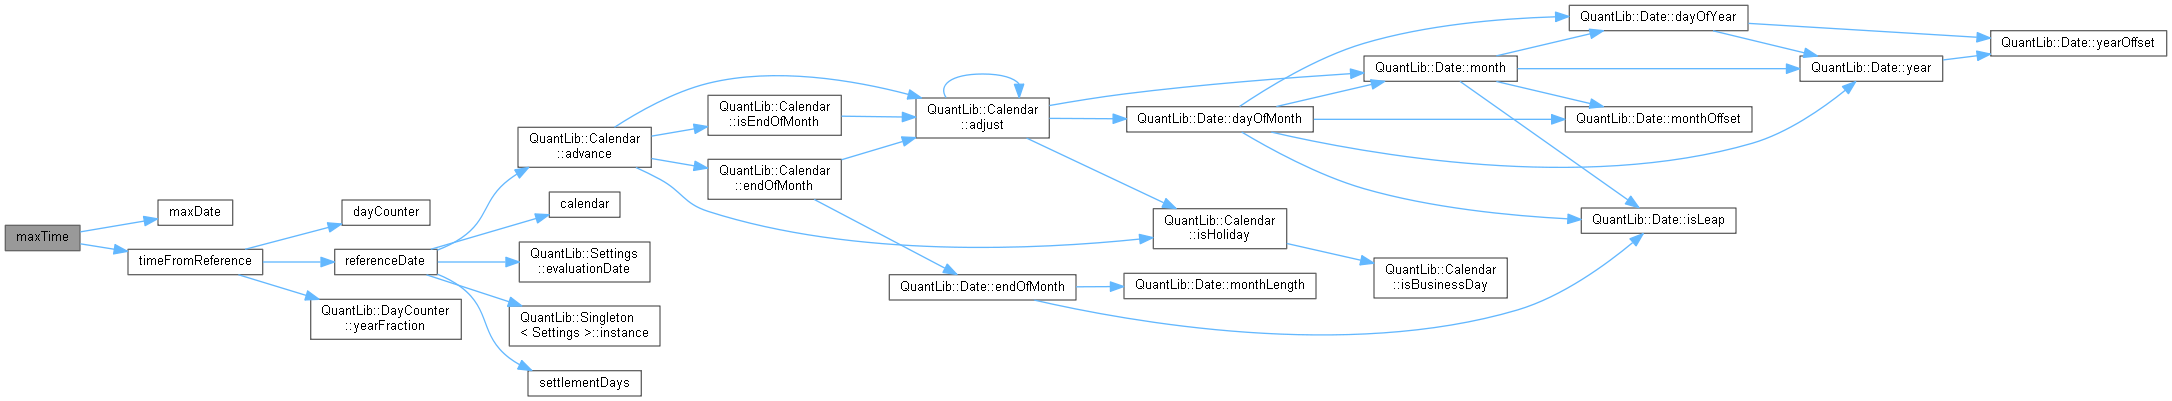 maxTime
maxDate
timeFromReference
dayCounter
referenceDate
QuantLib::DayCounter
::yearFraction
QuantLib::Calendar
::advance
calendar
QuantLib::Settings
::evaluationDate
QuantLib::Singleton
< Settings >::instance
settlementDays
QuantLib::Calendar
::isEndOfMonth
QuantLib::Calendar
::endOfMonth
QuantLib::Calendar
::adjust
QuantLib::Date::endOfMonth
QuantLib::Date::dayOfMonth
QuantLib::Calendar
::isHoliday
QuantLib::Date::monthLength
QuantLib::Date::month
QuantLib::Calendar
::isBusinessDay
QuantLib::Date::dayOfYear
QuantLib::Date::monthOffset
QuantLib::Date::isLeap
QuantLib::Date::year
QuantLib::Date::yearOffset